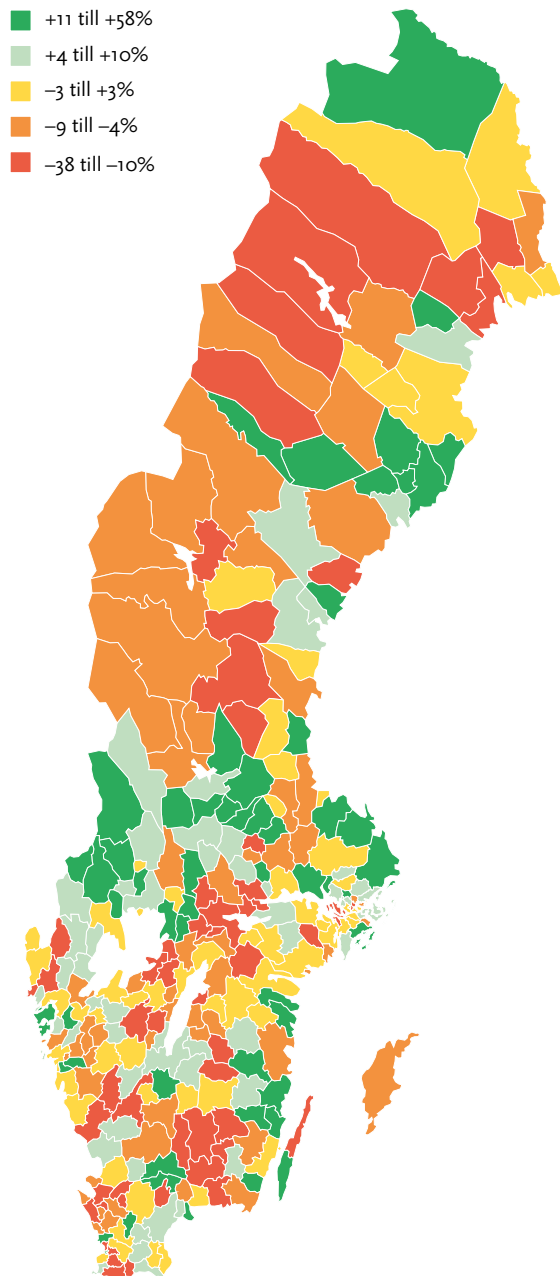 +11 till +58%
+4 till +10%
–3 till +3%
–9 till –4%
–38 till –10%